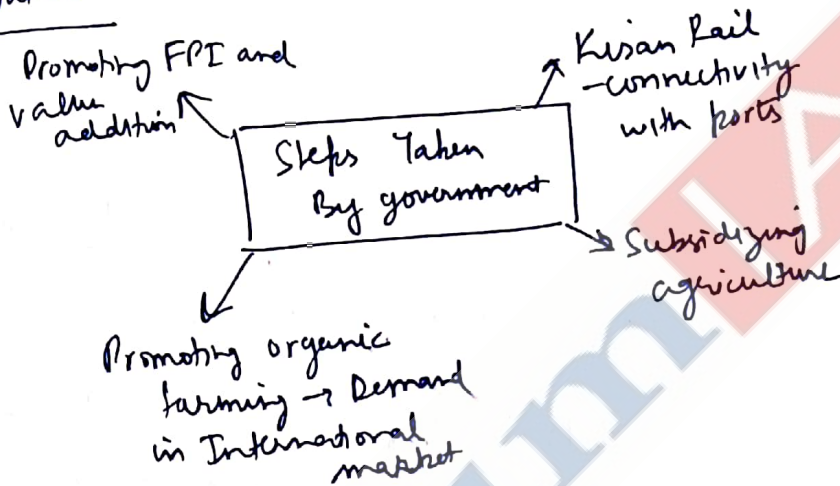 Promoting FPI and
value
addition
Kisan Rail
-connectivity
with ports
Steps Taken
By government
Subsidizing
agriculture
Promoting organic
farming → Demand
in International
market